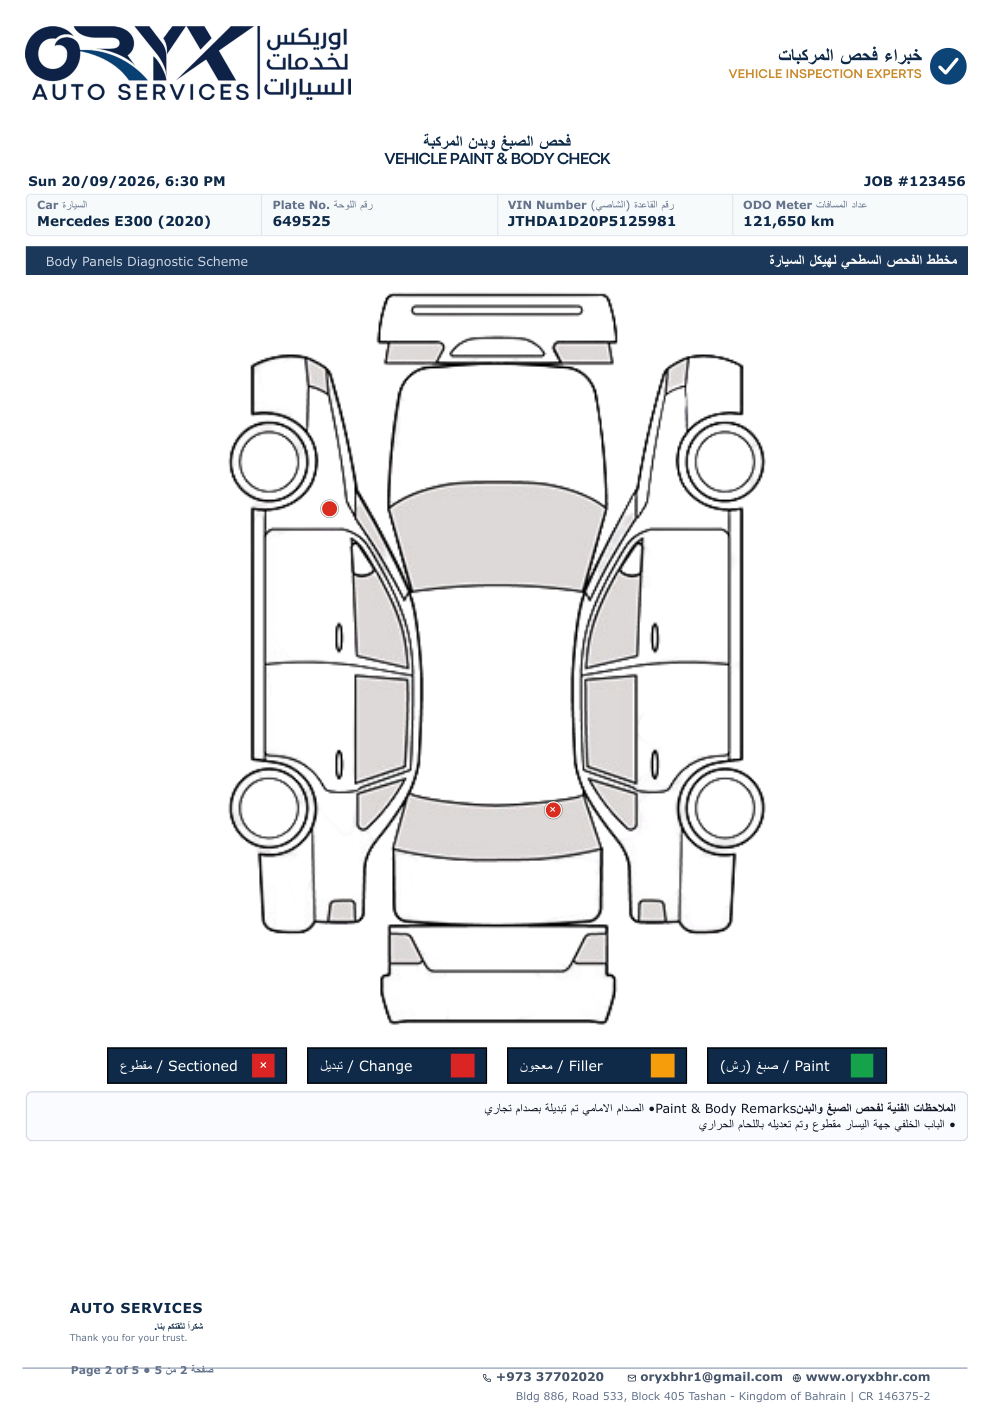 ORYX
AUTO SERVICES
اوريكس
لخدمات
السيارات
خبراء فحص المركبات
VEHICLE INSPECTION EXPERTS
فحص الصبغ وبدن المركبة
VEHICLE PAINT & BODY CHECK
Sun 20/09/2026, 6:30 PM
JOB #123456
Car السيارة
Mercedes E300 (2020)
Plate No. رقم اللوحة
649525
VIN Number رقم القاعدة (الشاصي)
JTHDA1D20P5125981
ODO Meter عداد المسافات
121,650 km
Body Panels Diagnostic Scheme
مخطط الفحص السطحي لهيكل السيارة
مقطوع / Sectioned
تبديل / Change
معجون / Filler
صبغ (رش) / Paint
الملاحظات الفنية لفحص الصبغ والبدنPaint & Body Remarks• الصدام الامامي تم تبديلة بصدام تجاري
• الباب الخلفي جهة اليسار مقطوع وتم تعديله باللحام الحراري
AUTO SERVICES
شكراً لثقتكم بنا.
Thank you for your trust.
Page 2 of 5 • صفحة 2 من 5
+973 37702020 oryxbhr1@gmail.com www.oryxbhr.com
Bldg 886, Road 533, Block 405 Tashan - Kingdom of Bahrain | CR 146375-2